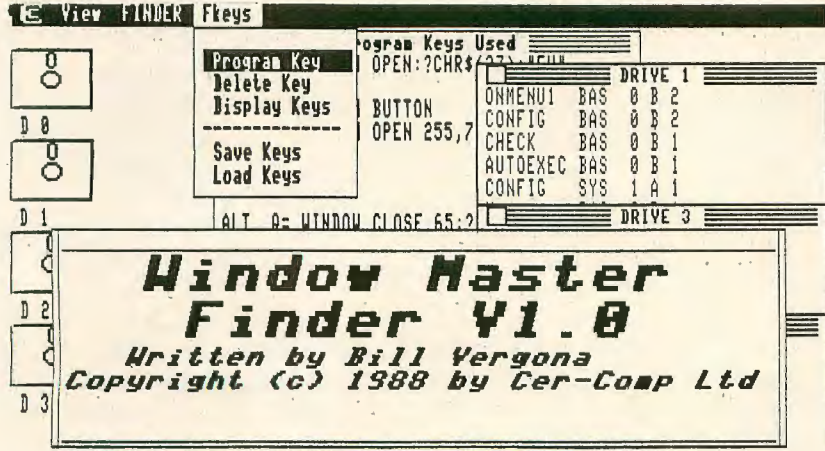 View FINDER Fkeys
Program Key
Delete Key
Display Keys
Save Keys
Load Keys
ogram Keys Used
OPEN:?CHR$(27);
BUTTON
OPEN 255,7
ALT A= WINDOW CLOSE 65:?
DRIVE 1
ONMENU1 BAS 0 B 2
CONFIG BAS 0 B 2
CHECK BAS 0 B 1
AUTOEXEC BAS 0 B 1
CONFIG SYS 1 A 1
DRIVE 3
D 0
D 1
D 2
D 3
Window Master
Finder V1.0
Written by Bill Vergona
Copyright (c) 1988 by Cer-Comp Ltd